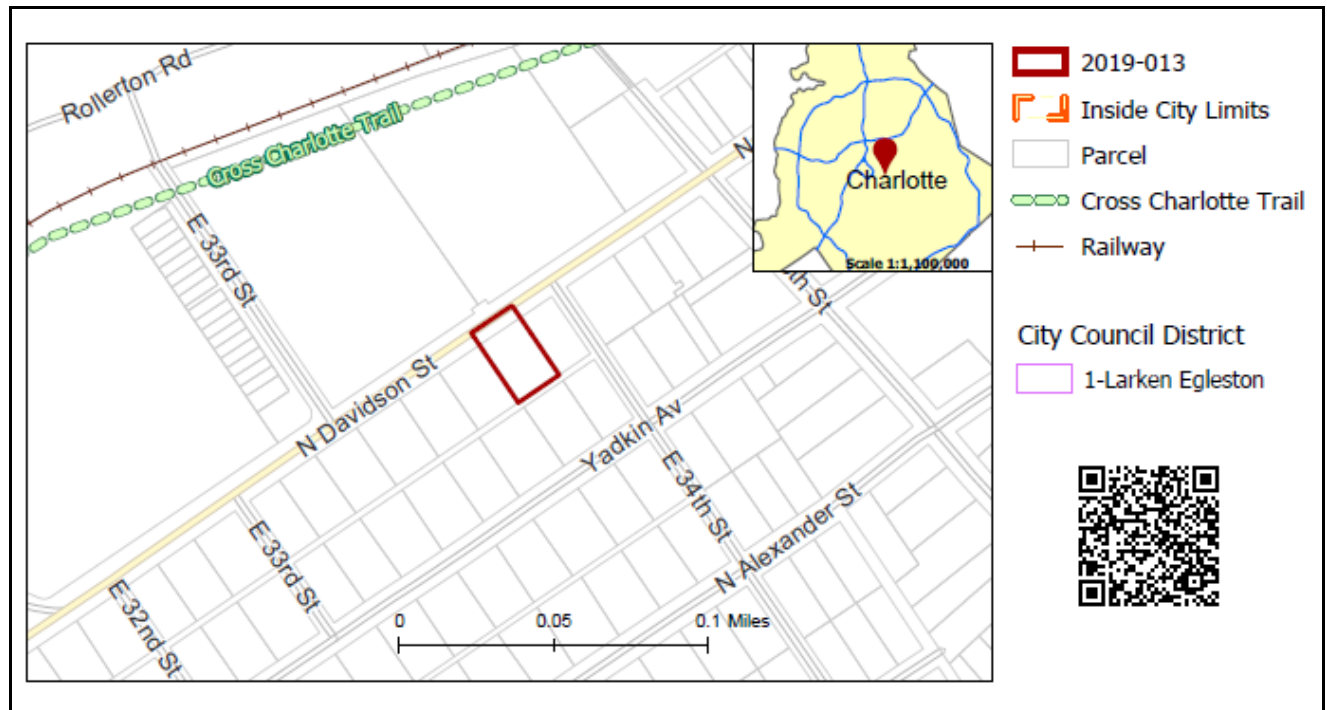 Rollerton Rd
Cross Charlotte Trail
E 33rd St
N Davidson St
E 33rd St
E 32nd St
Yadkin Av
E 34th St
N Alexander St
N
th St
0 0.05 0.1 Miles
Charlotte
Scale 1:1,100,000
2019-013
Inside City Limits
Parcel
Cross Charlotte Trail
Railway
City Council District
1-Larken Egleston